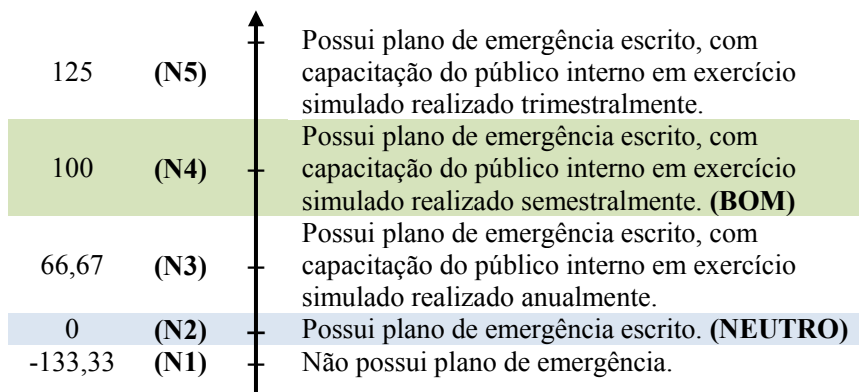 Possui plano de emergência escrito, com
125 (N5) capacitação do público interno em exercício
simulado realizado trimestralmente.
Possui plano de emergência escrito, com
100 (N4) capacitação do público interno em exercício
simulado realizado semestralmente. (BOM)
Possui plano de emergência escrito, com
66,67 (N3) capacitação do público interno em exercício
simulado realizado anualmente.
0 (N2) Possui plano de emergência escrito. (NEUTRO)
-133,33 (N1) Não possui plano de emergência.